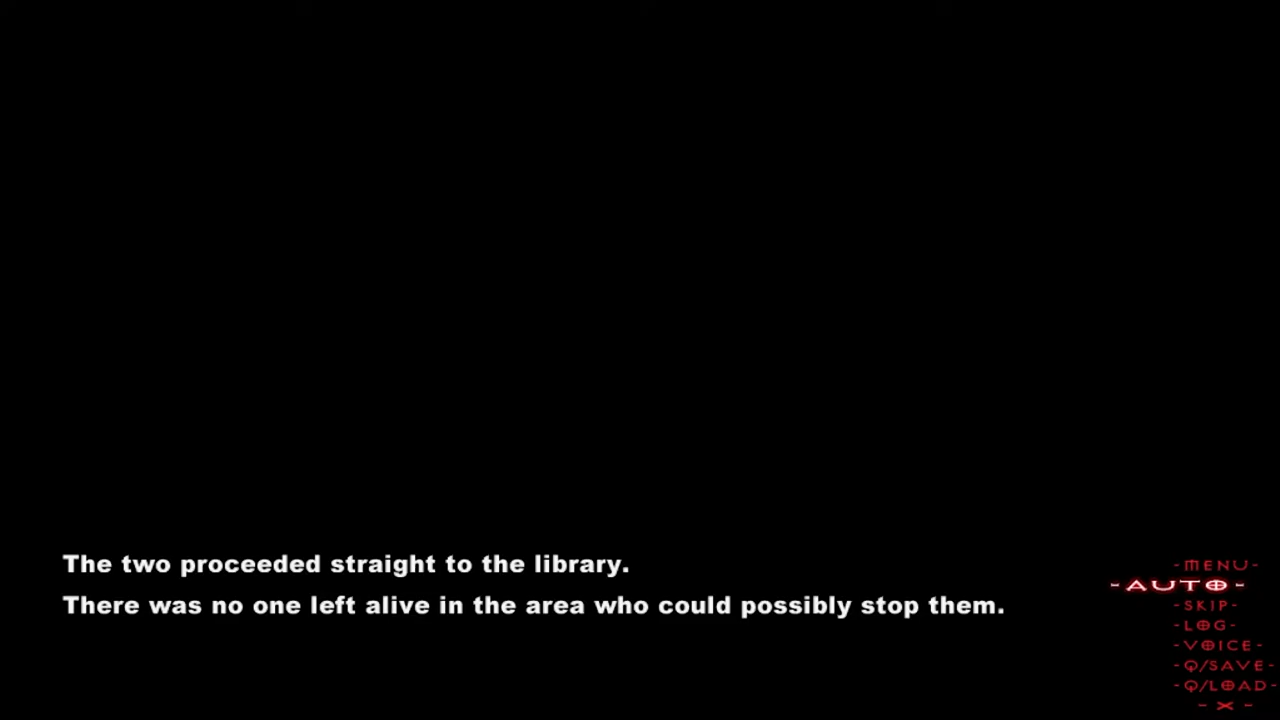 The two proceeded straight to the library.
There was no one left alive in the area who could possibly stop them.
-MENU-
-AUTO-
-SKIP-
-LOG-
-VOICE-
-Q/SAVE-
-Q/LOAD-
-X-